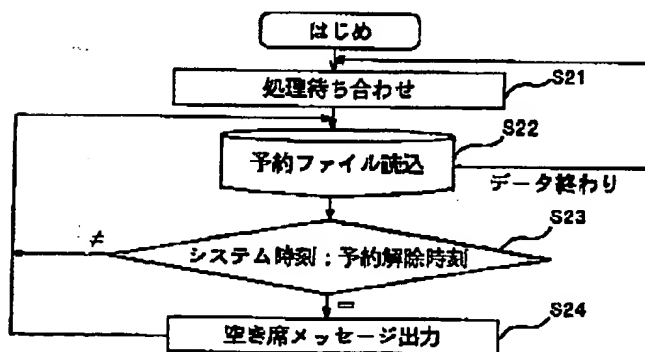 はじめ
処理待ち合わせ
S21
予約ファイル読込
S22
データ終わり
システム時刻:予約解除時刻
S23
≠
=
空き席メッセージ出力
S24